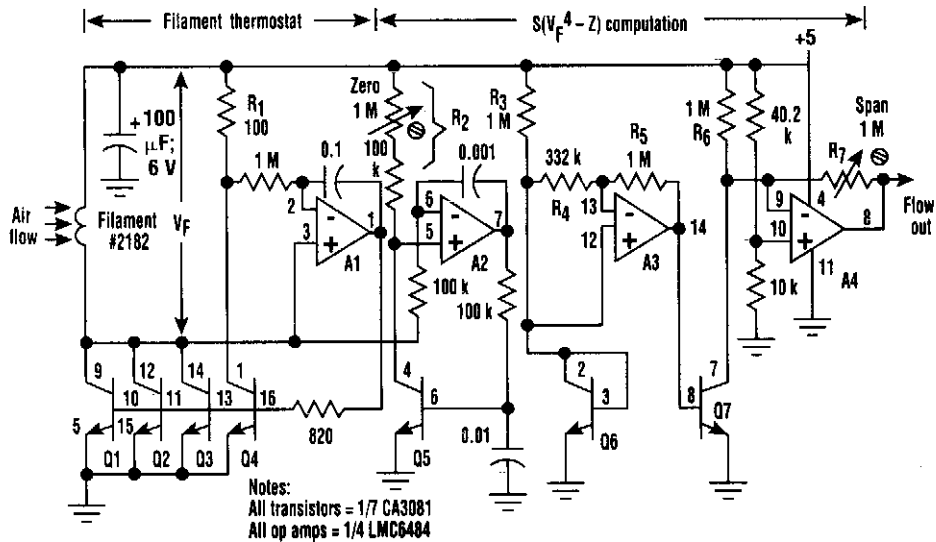 Filament thermostat
S(V_F^4 – Z) computation
+5
Zero
1 M
R1
100
R2
100
k
R3
1 M
1 M
R6
40.2
k
Span
1 M
R7
+ 100
µF;
6 V
1 M
0.1
0.001
332 k
R4
R5
1 M
Air
flow
Filament
#2182
VF
2
3
1
A1
6
5
7
A2
13
12
14
A3
9
10
4
8
11
A4
Flow
out
100 k
100 k
10 k
9
10
5
Q1
12
11
15
Q2
14
13
Q3
1
16
Q4
820
4
6
Q5
0.01
2
3
Q6
7
8
Q7
Notes:
All transistors = 1/7 CA3081
All op amps = 1/4 LMC6484